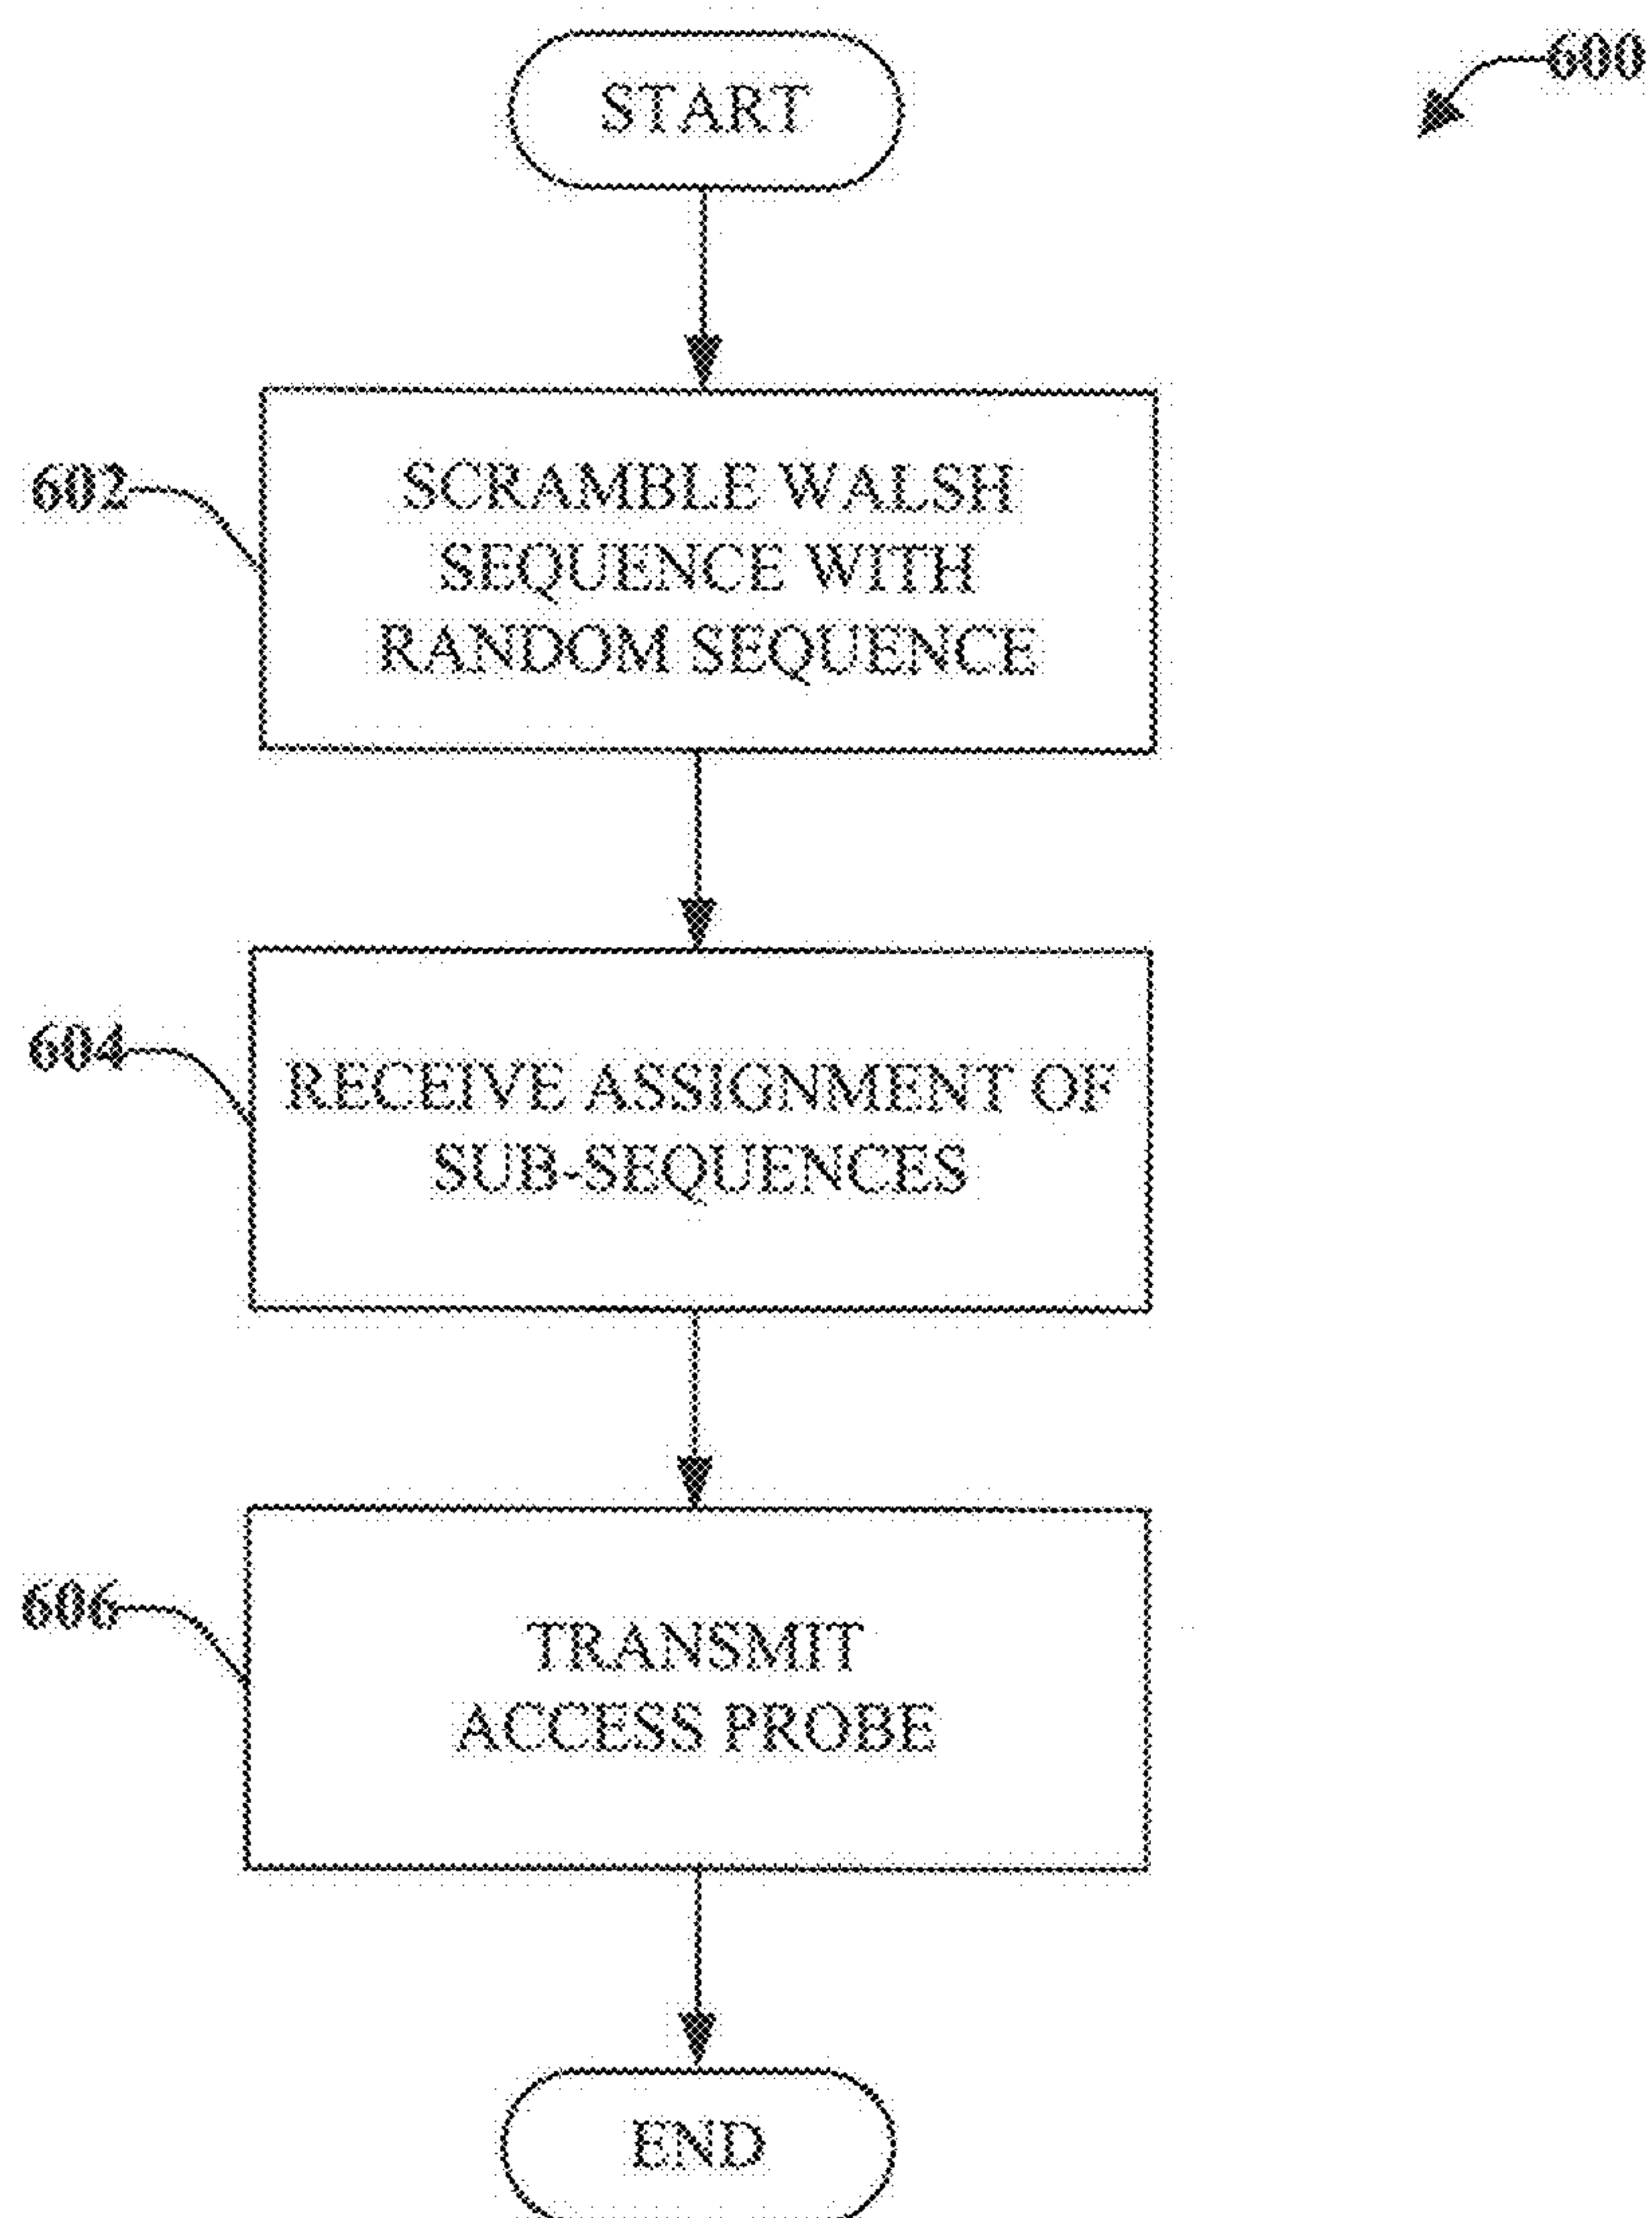 START
600
602
SCRAMBLE WALSH
SEQUENCE WITH
RANDOM SEQUENCE
604
RECEIVE ASSIGNMENT OF
SUB-SEQUENCES
606
TRANSMIT
ACCESS PROBE
END